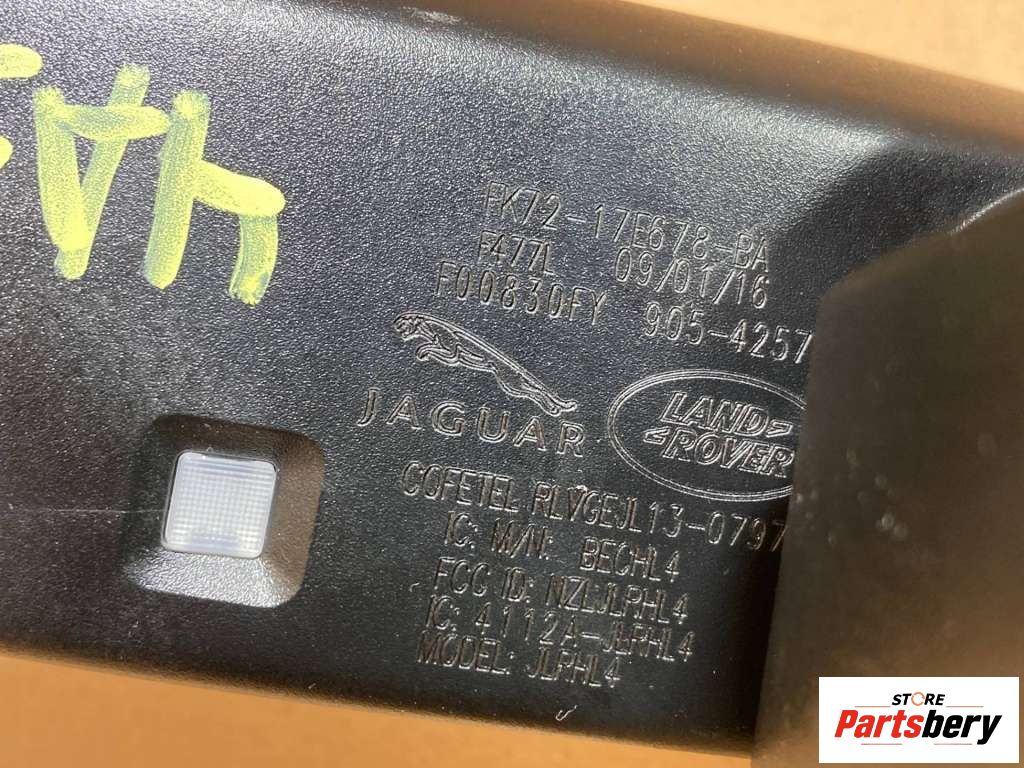 FK72-17E678-BA
F477L 09/01/16
F00830FY 905-4257
JAGUAR
LAND
ROVER
COFETEL RLVGEJL13-0797
IC: M/N: BECHL4
FCC ID: NZLJLRHL4
IC: 4112A-JLRHL4
MODEL: JLRHL4
STORE
Partsbery